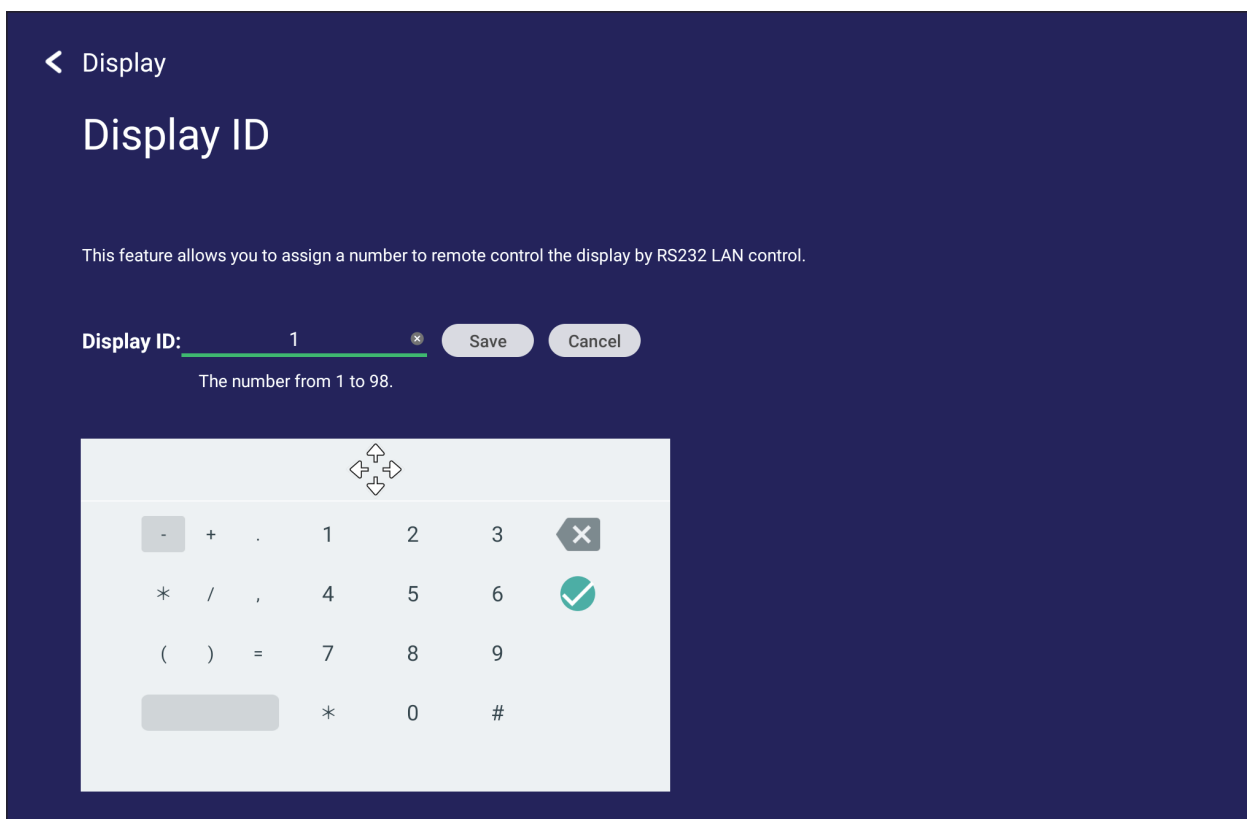 Display
Display ID
This feature allows you to assign a number to remote control the display by RS232 LAN control.
Display ID: 1 Save Cancel
The number from 1 to 98.
- + . 1 2 3
* / , 4 5 6
( ) = 7 8 9
* 0 #